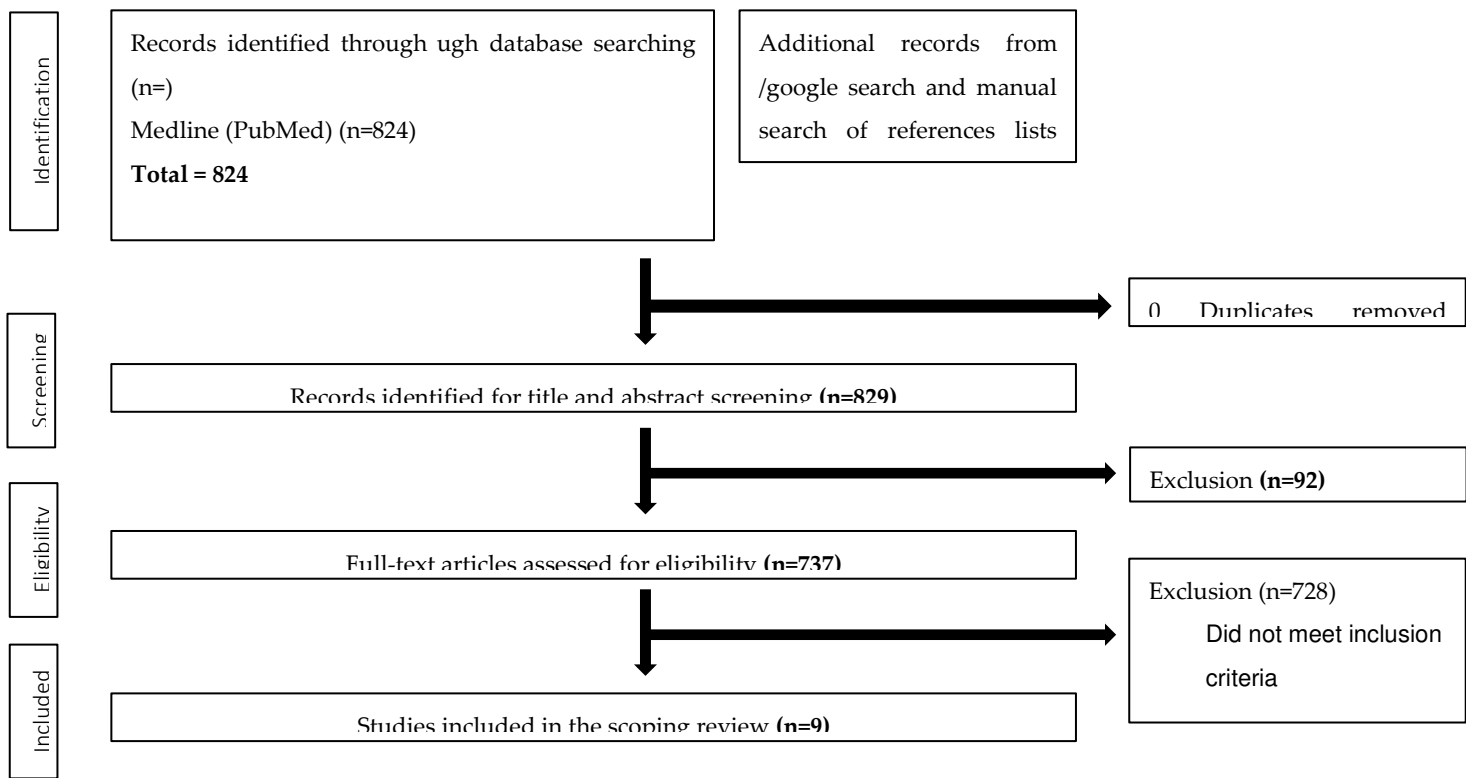 Identification
Records identified through ugh database searching
(n=)
Medline (PubMed) (n=824)
Total = 824
Additional records from
/google search and manual
search of references lists
0 Duplicates removed
Screening
Records identified for title and abstract screening (n=829)
Exclusion (n=92)
Eligibility
Full-text articles assessed for eligibility (n=737)
Exclusion (n=728)
Did not meet inclusion
criteria
Included
Studies included in the scoping review (n=9)